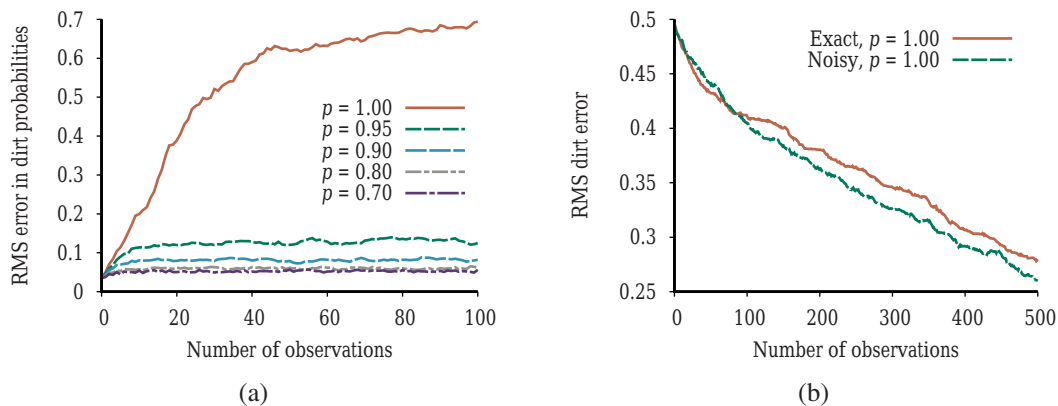 RMS error in dirt probabilities
0.7
0.6
0.5
0.4
0.3
0.2
0.1
0
p = 1.00
p = 0.95
p = 0.90
p = 0.80
p = 0.70
0
20
40
60
80
100
Number of observations
(a)
RMS dirt error
0.5
0.45
0.4
0.35
0.3
0.25
Exact, p = 1.00
Noisy, p = 1.00
0
100
200
300
400
500
Number of observations
(b)